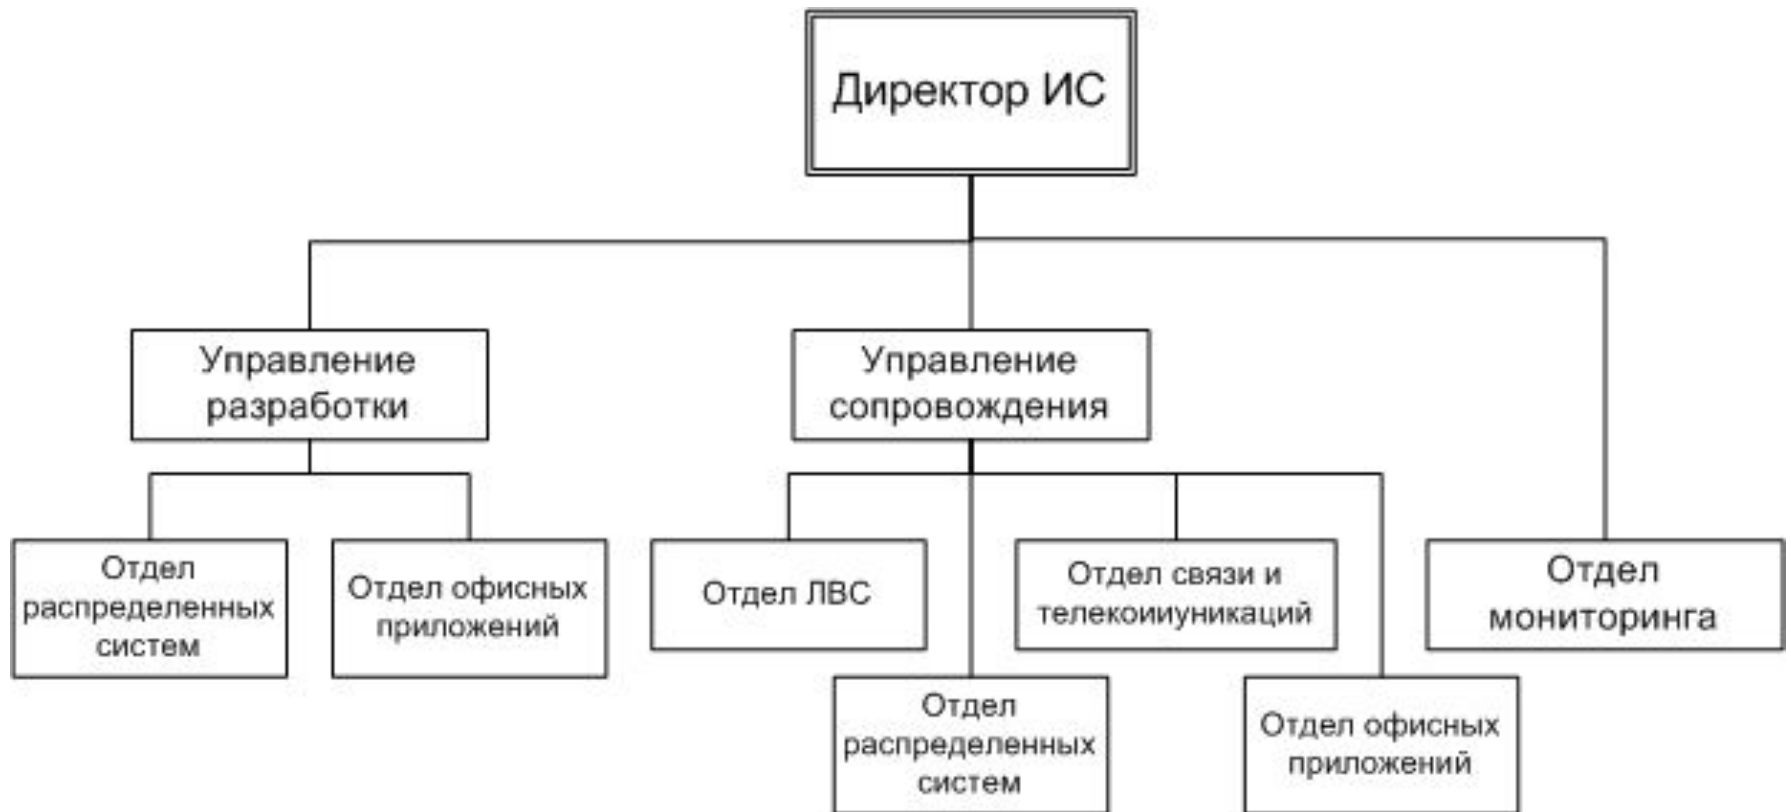 Директор ИС
Управление
разработки
Управление
сопровождения
Отдел
распределенных
систем
Отдел офисных
приложений
Отдел ЛВС
Отдел связи и
телекоииуникаций
Отдел
мониторинга
Отдел
распределенных
систем
Отдел офисных
приложений